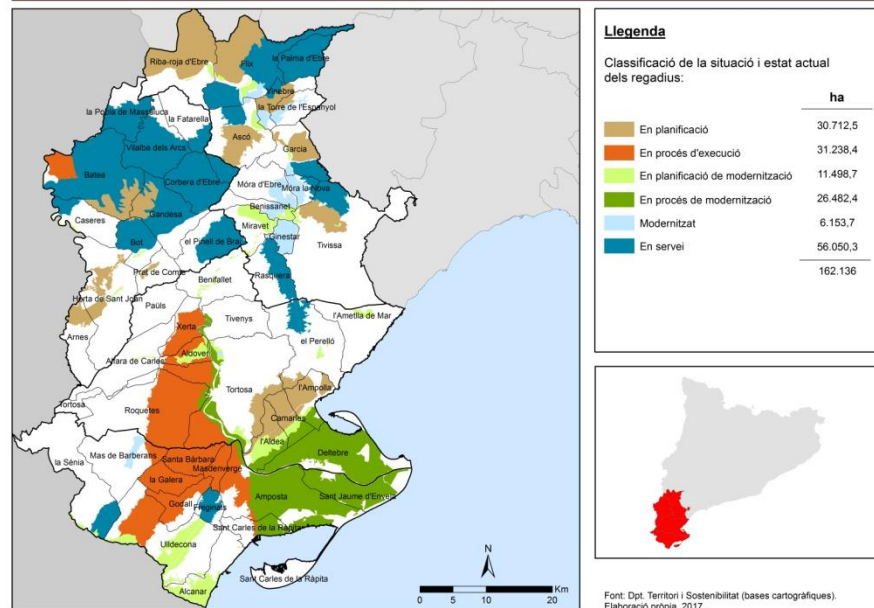 Riba-roja d'Ebre
Flix
la Palma d'Ebre
Vinebre
la Torre de l'Espanyol
la Pobla de Massaluca
la Fatarella
Ascó
Vilalba dels Arcs
Garcia
Batea
Corbera d'Ebre
Móra d'Ebre
Móra la Nova
Gandesa
Benissanet
Caseres
Miravet
Ginestar
Tivissa
Bot
el Pinell de Brai
Rasquera
Prat de Comte
Benifallet
Horta de Sant Joan
Paüls
Xerta
Tivenys
l'Ametlla de Mar
Arnes
el Perelló
Aldover
Alfara de Carles
l'Ampolla
Tortosa
Tortosa
Roquetes
Camarles
l'Aldea
Deltebre
la Sénia
Mas de Barberans
Santa Bàrbara
Masdenverge
la Galera
Amposta
Sant Jaume d'Enveja
Godall
Freginals
Sant Carles de la Ràpita
Ulldecona
Alcanar
Sant Carles de la Ràpita
N
Km
0 5 10 20
Llegenda
Classificació de la situació i estat actual
dels regadius:
ha
En planificació 30.712,5
En procés d'execució 31.238,4
En planificació de modernització 11.498,7
En procés de modernització 26.482,4
Modernitzat 6.153,7
En servei 56.050,3
162.136
Font: Dpt. Territori i Sostenibilitat (bases cartogràfiques).
Elaboració pròpia, 2017